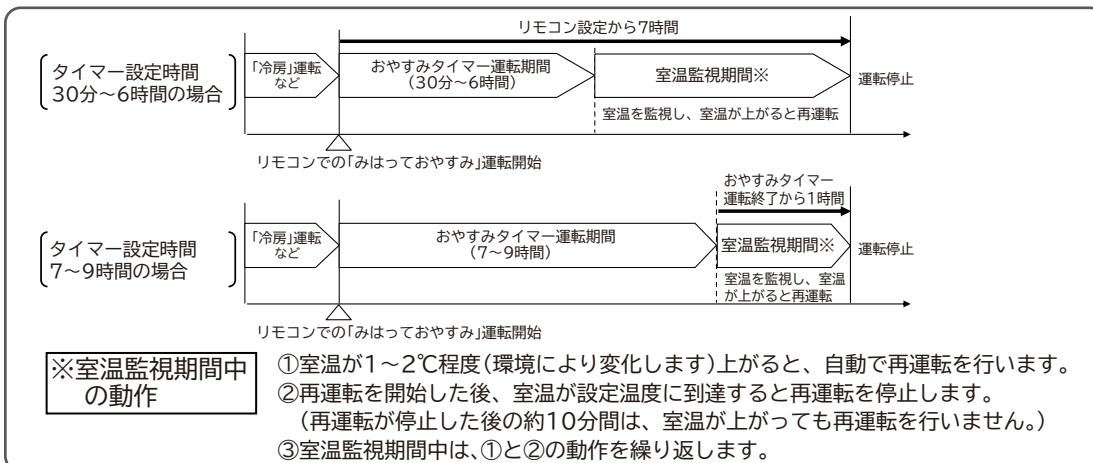 リモコン設定から7時間
タイマー設定時間
30分～6時間の場合
「冷房」運転
など
おやすみタイマー運転期間
(30分～6時間)
室温監視期間※
運転停止
室温を監視し、室温が上がると再運転
リモコンでの「みはっておやすみ」運転開始
おやすみタイマー
運転終了から1時間
タイマー設定時間
7～9時間の場合
「冷房」運転
など
おやすみタイマー運転期間
(7～9時間)
室温監視期間※
運転停止
室温を監視し、室温
が上がると再運転
リモコンでの「みはっておやすみ」運転開始
※室温監視期間中
の動作
①室温が1～2℃程度(環境により変化します)上がると、自動で再運転を行います。
②再運転を開始した後、室温が設定温度に到達すると再運転を停止します。
(再運転が停止した後の約10分間は、室温が上がっても再運転を行いません。)
③室温監視期間中は、①と②の動作を繰り返します。